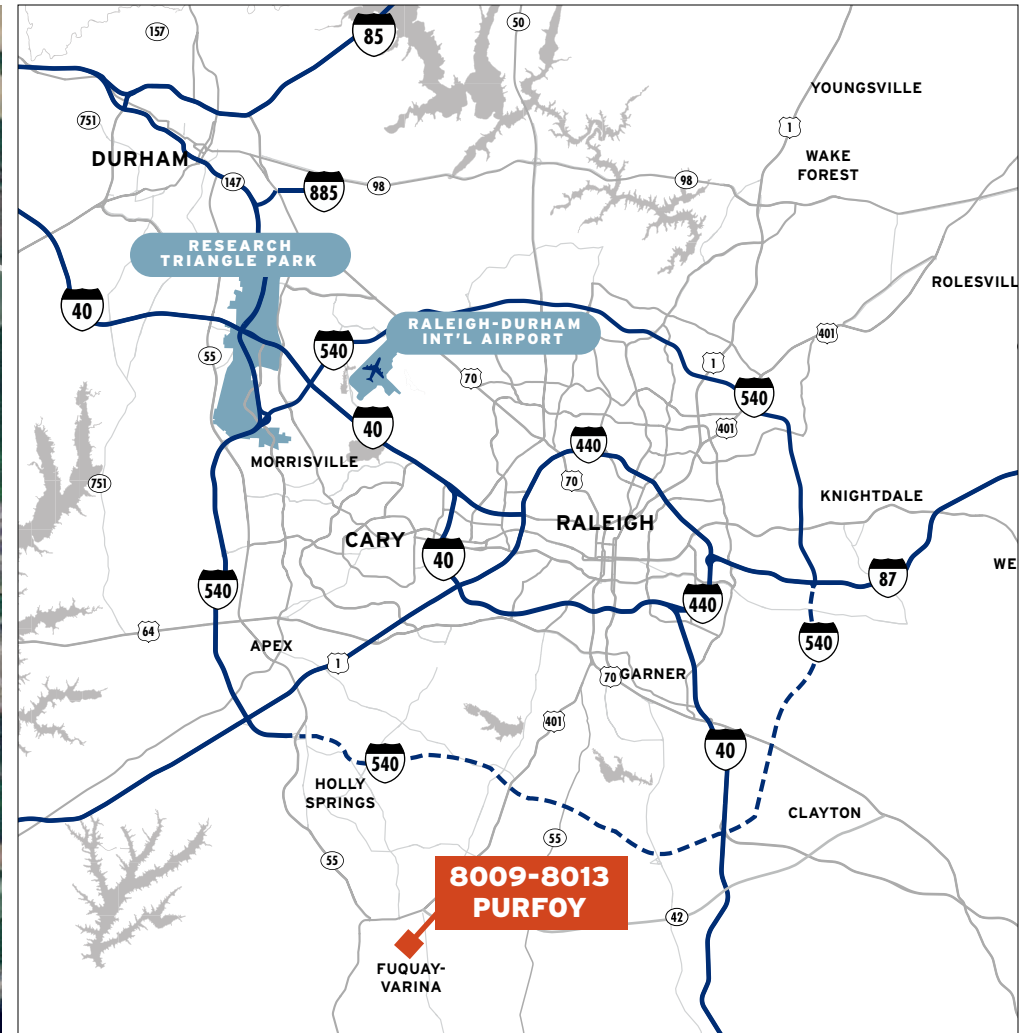 50
157
85
YOUNGSVILLE
751
1
DURHAM
WAKE
FOREST
147
885
98
98
RESEARCH
TRIANGLE PARK
ROLESVILL
40
RALEIGH-DURHAM
INT'L AIRPORT
401
540
55
1
70
540
40
401
440
MORRISVILLE
70
751
KNIGHTDALE
RALEIGH
CARY
40
WE
87
540
440
64
540
APEX
1
70
GARNER
401
40
540
HOLLY
SPRINGS
CLAYTON
55
55
8009-8013
PURFOY
42
FUQUAY-
VARINA